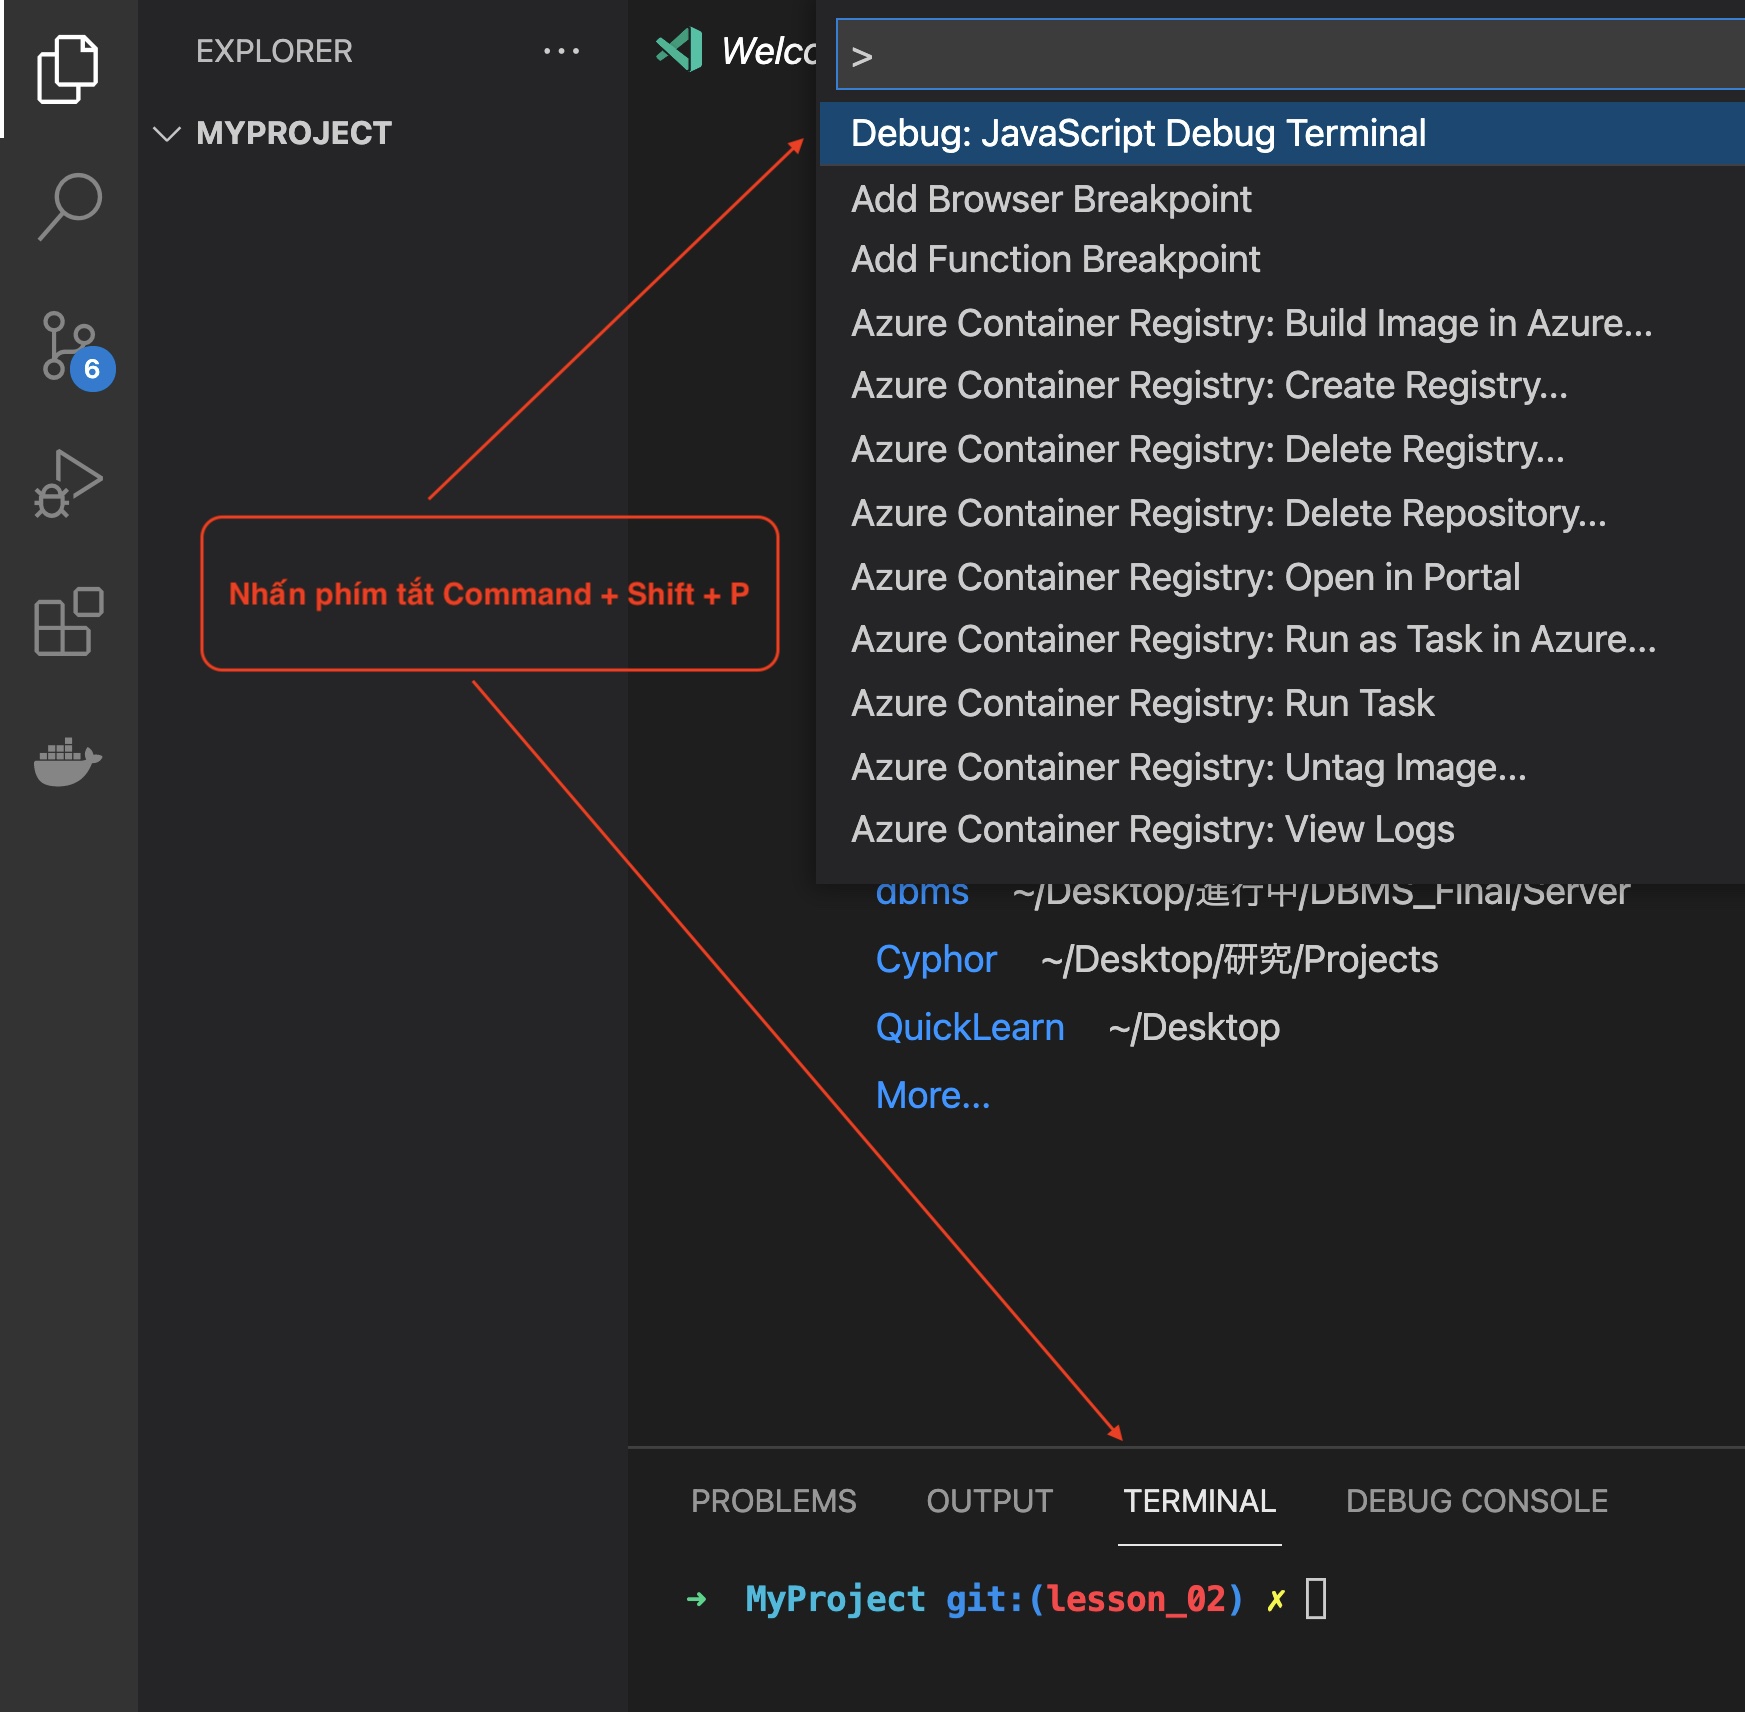 EXPLORER
MYPROJECT
6
Nhấn phím tắt Command + Shift + P
>
Debug: JavaScript Debug Terminal
Add Browser Breakpoint
Add Function Breakpoint
Azure Container Registry: Build Image in Azure...
Azure Container Registry: Create Registry...
Azure Container Registry: Delete Registry...
Azure Container Registry: Delete Repository...
Azure Container Registry: Open in Portal
Azure Container Registry: Run as Task in Azure...
Azure Container Registry: Run Task
Azure Container Registry: Untag Image...
Azure Container Registry: View Logs
dbms ~/Desktop/進行中/DBMS_Final/Server
Cyphor ~/Desktop/研究/Projects
QuickLearn ~/Desktop
More...
PROBLEMS OUTPUT TERMINAL DEBUG CONSOLE
➜ MyProject git:(lesson_02) ✗